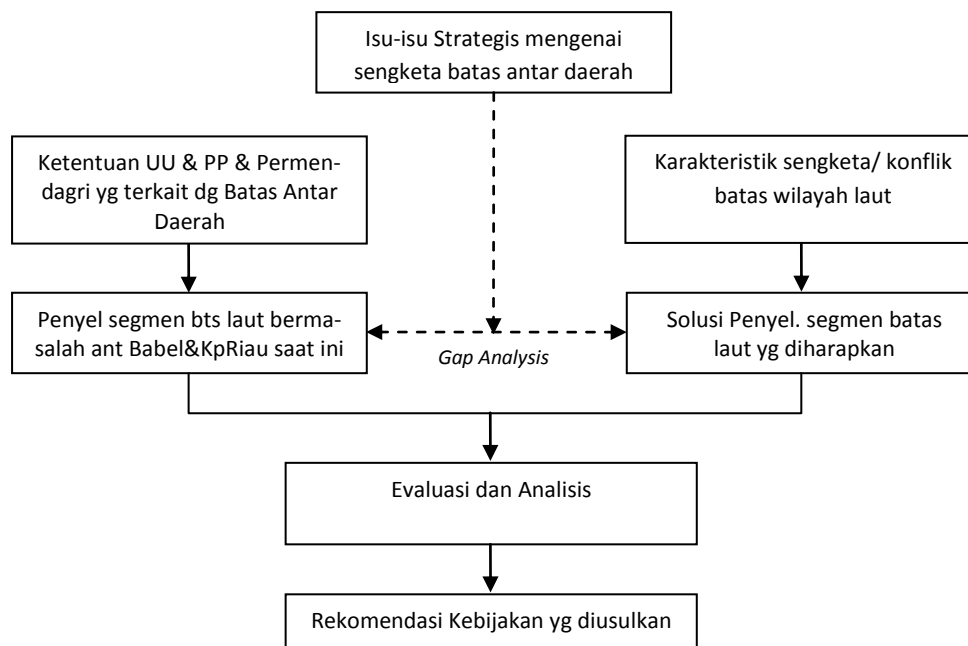 Isu-isu Strategis mengenai
sengketa batas antar daerah
Ketentuan UU & PP & Permen-
dagri yg terkait dg Batas Antar
Daerah
Karakteristik sengketa/ konflik
batas wilayah laut
Penyel segmen bts laut berma-
salah ant Babel&KpRiau saat ini
Gap Analysis
Solusi Penyel. segmen batas
laut yg diharapkan
Evaluasi dan Analisis
Rekomendasi Kebijakan yg diusulkan